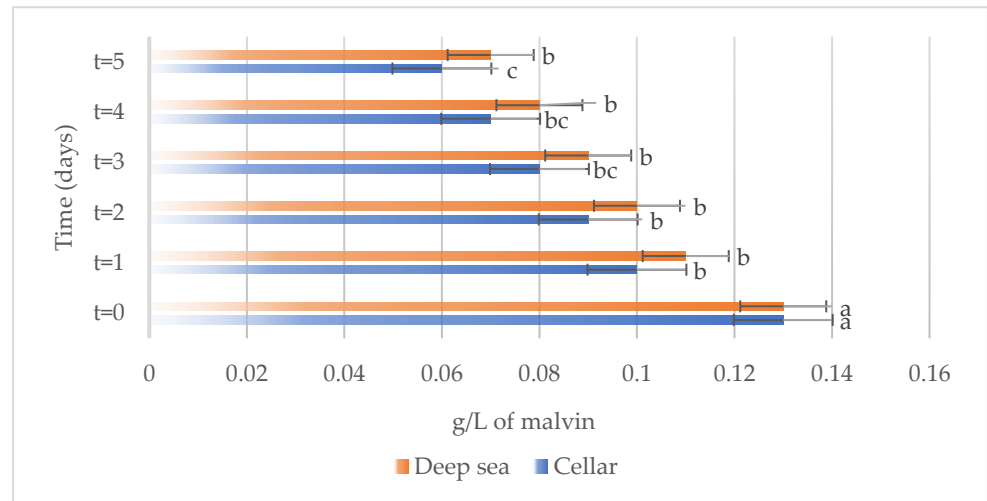 t=5
b
c
t=4
b
bc
t=3
b
bc
t=2
b
b
t=1
b
b
t=0
a
a
Time (days)
0 0.02 0.04 0.06 0.08 0.1 0.12 0.14 0.16
g/L of malvin
Deep sea Cellar